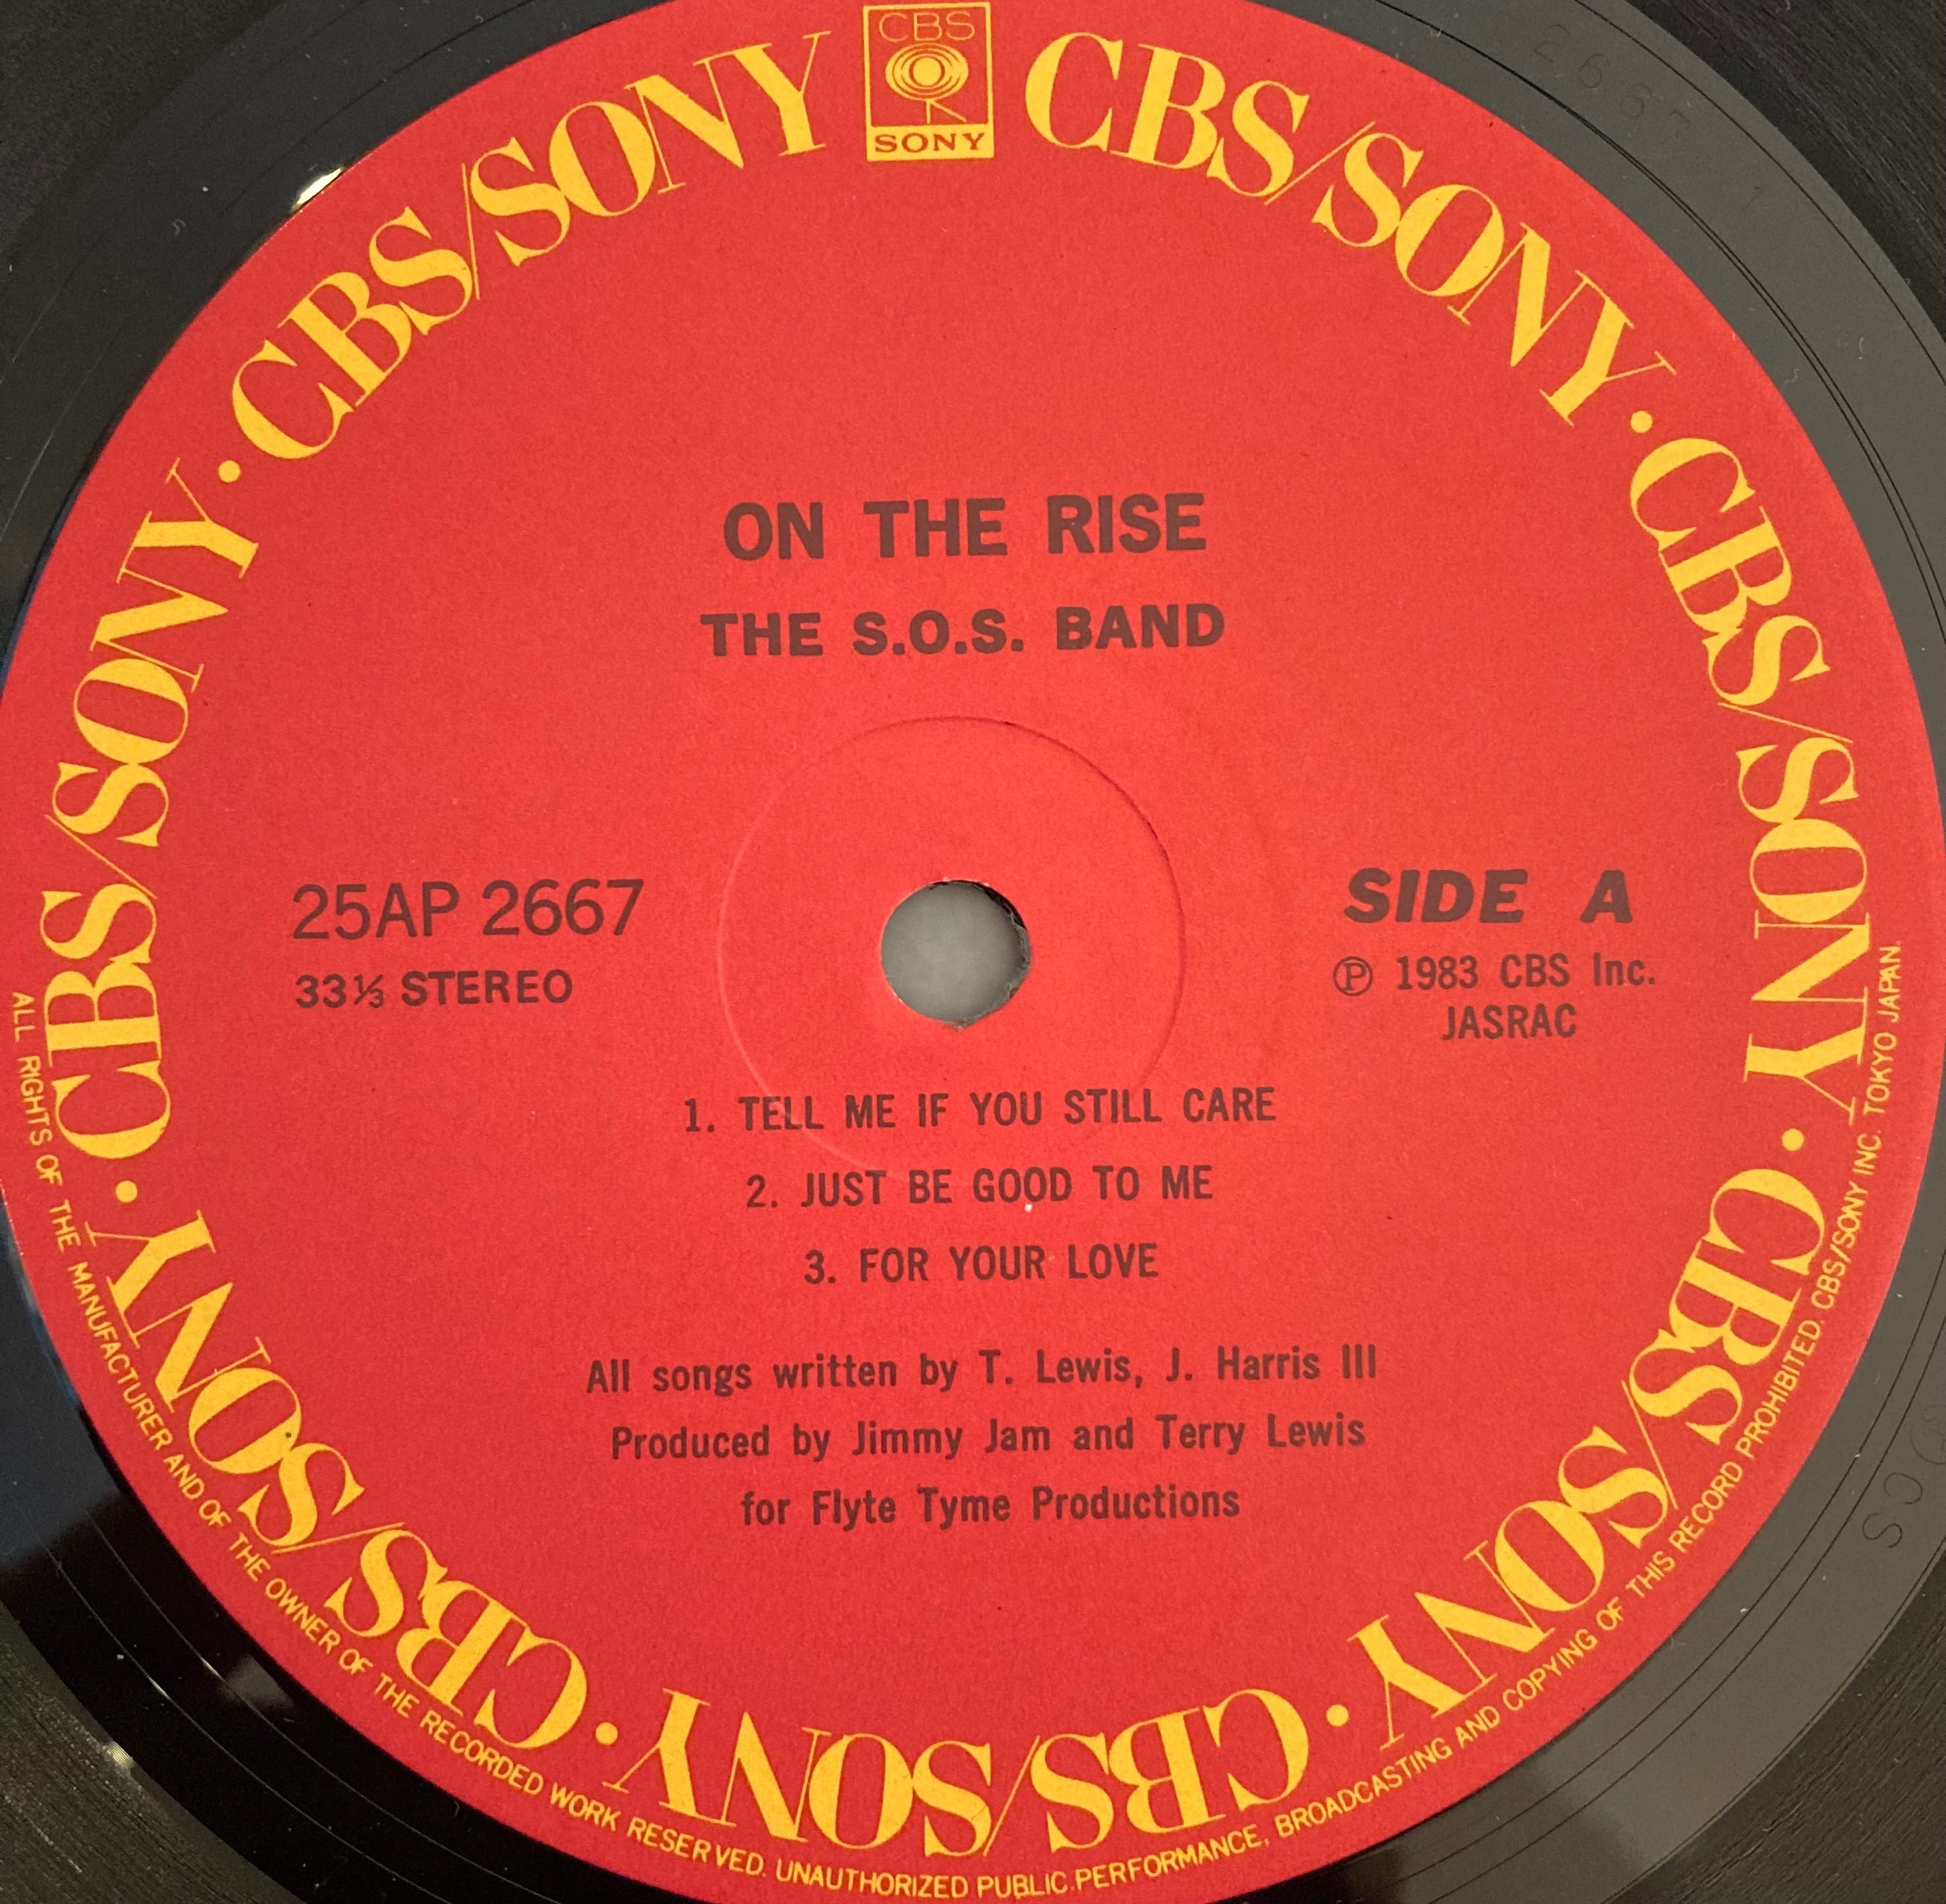 CBS
SONY
CBS/SONY · CBS/SONY · CBS/SONY · CBS/SONY · CBS/SONY · CBS/SONY · CBS/SONY
ON THE RISE
THE S.O.S. BAND
25AP 2667
33⅓ STEREO
SIDE A
Ⓟ 1983 CBS Inc.
JASRAC
1. TELL ME IF YOU STILL CARE
2. JUST BE GOOD TO ME
3. FOR YOUR LOVE
All songs written by T. Lewis, J. Harris III
Produced by Jimmy Jam and Terry Lewis
for Flyte Tyme Productions
ALL RIGHTS OF THE MANUFACTURER AND OF THE OWNER OF THE RECORDED WORK RESERVED. UNAUTHORIZED PUBLIC PERFORMANCE, BROADCASTING AND COPYING OF THIS RECORD PROHIBITED. CBS/SONY INC. TOKYO JAPAN.